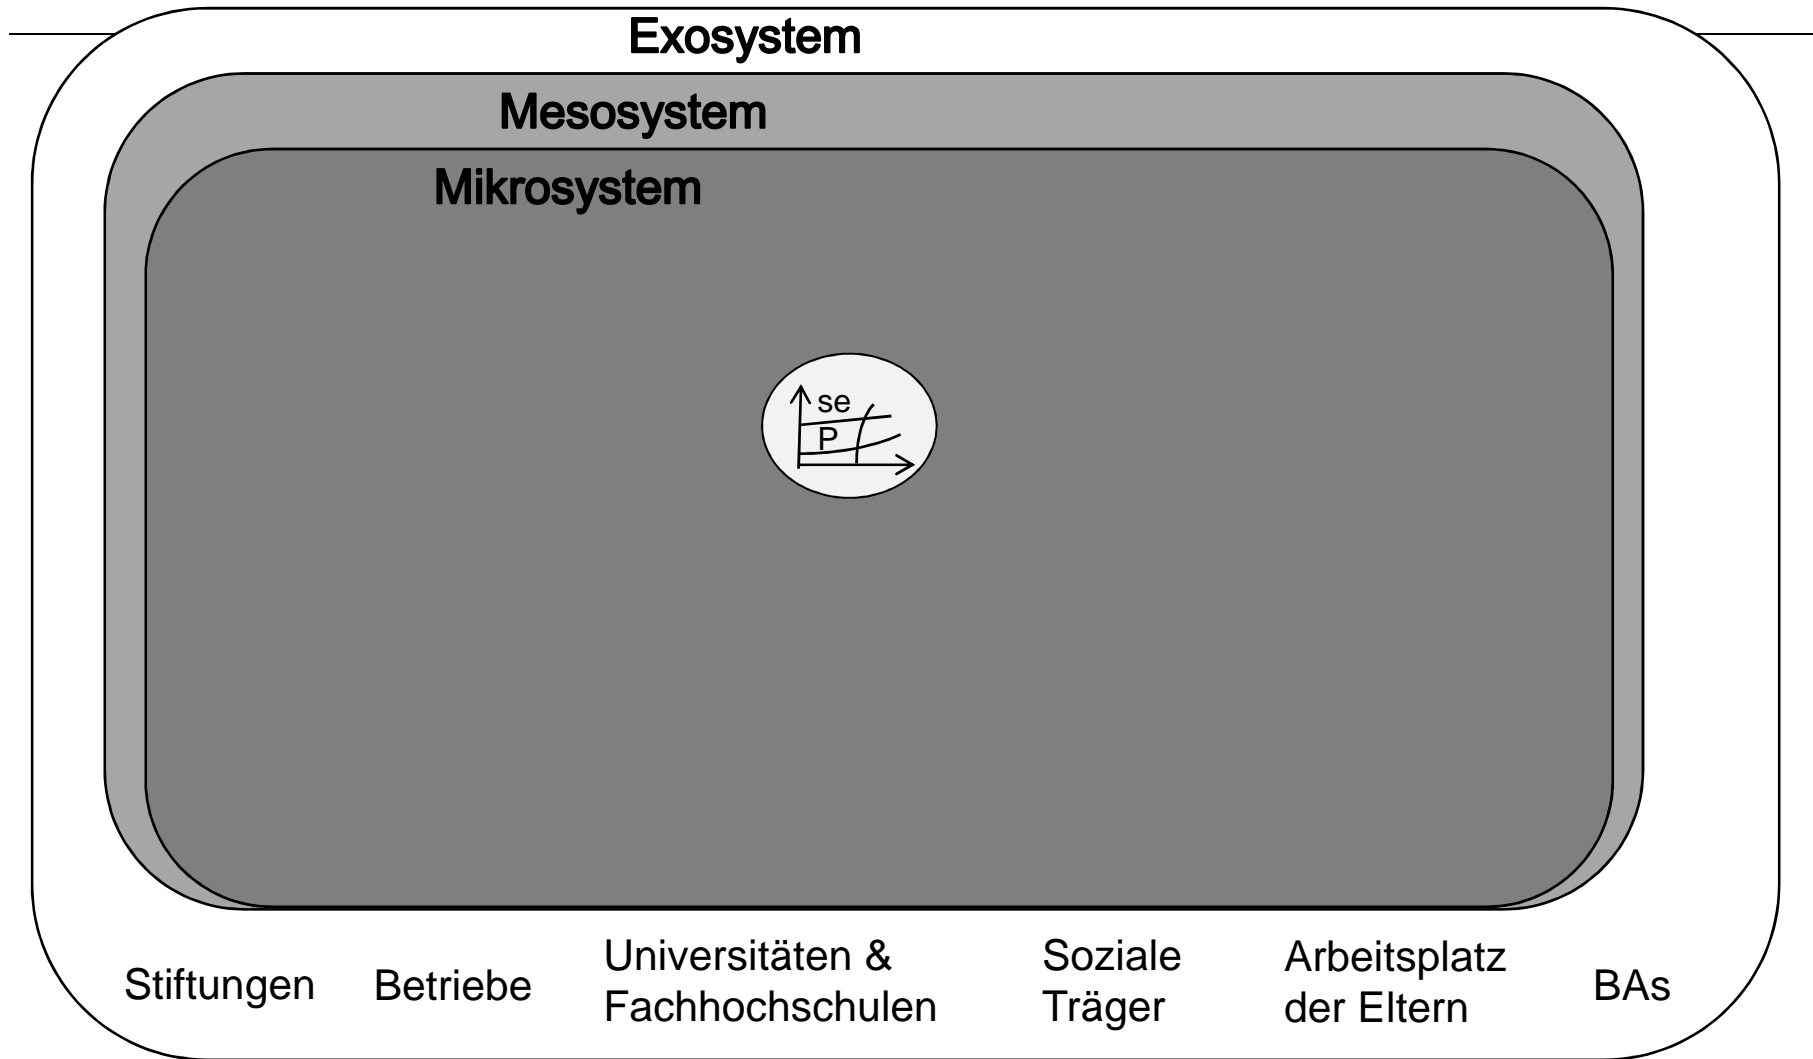 Exosystem
Mesosystem
Mikrosystem
se
P
Stiftungen
Betriebe
Universitäten &
Fachhochschulen
Soziale
Träger
Arbeitsplatz
der Eltern
BAs